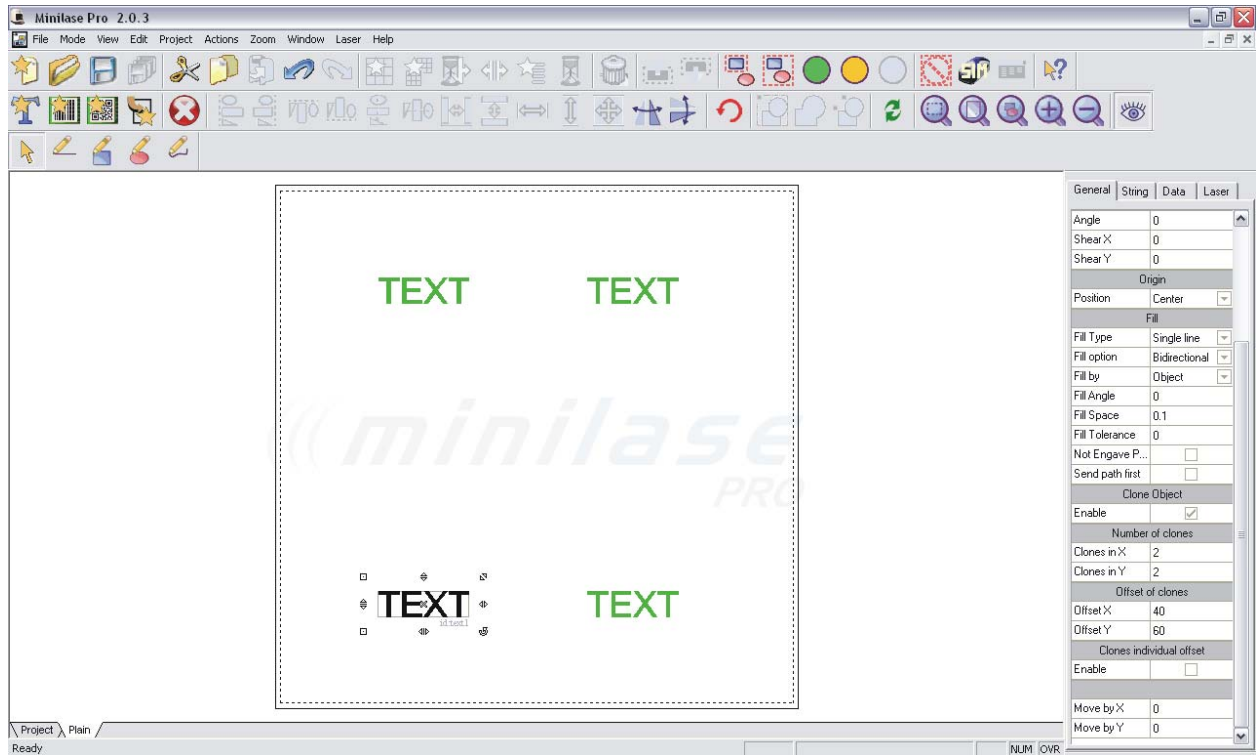 Minilase Pro 2.0.3
File Mode View Edit Project Actions Zoom Window Laser Help
General String Data Laser
Angle 0
Shear X 0
Shear Y 0
Origin
Position Center
Fill
Fill Type Single line
Fill option Bidirectional
Fill by Object
Fill Angle 0
Fill Space 0.1
Fill Tolerance 0
Not Engave P...
Send path first
Clone Object
Enable
Number of clones
Clones in X 2
Clones in Y 2
Offset of clones
Offset X 40
Offset Y 60
Clones individual offset
Enable
Move by X 0
Move by Y 0
TEXT TEXT
minilase
PRO
TEXT TEXT
id text1
Project Plain
Ready NUM OVR